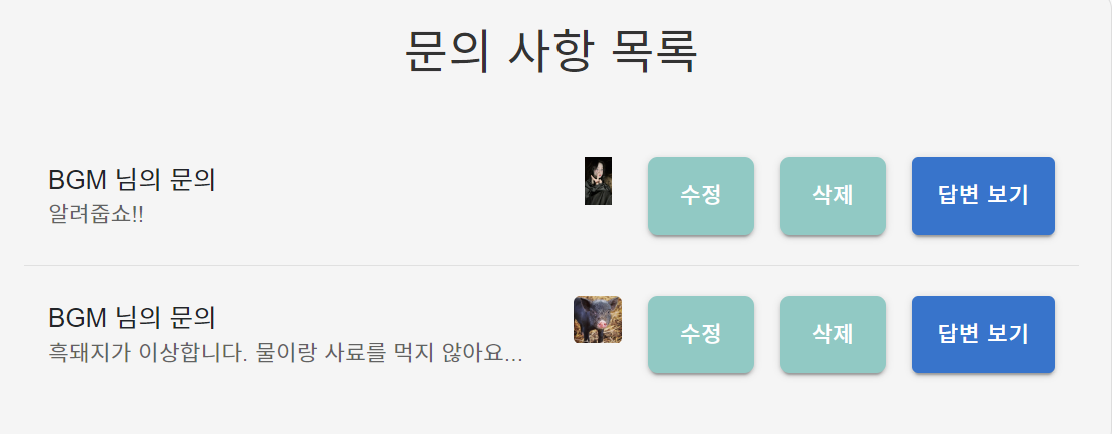 문의 사항 목록
BGM 님의 문의
알려줍쇼!!
수정
삭제
답변 보기
BGM 님의 문의
흑돼지가 이상합니다. 물이랑 사료를 먹지 않아요...
수정
삭제
답변 보기